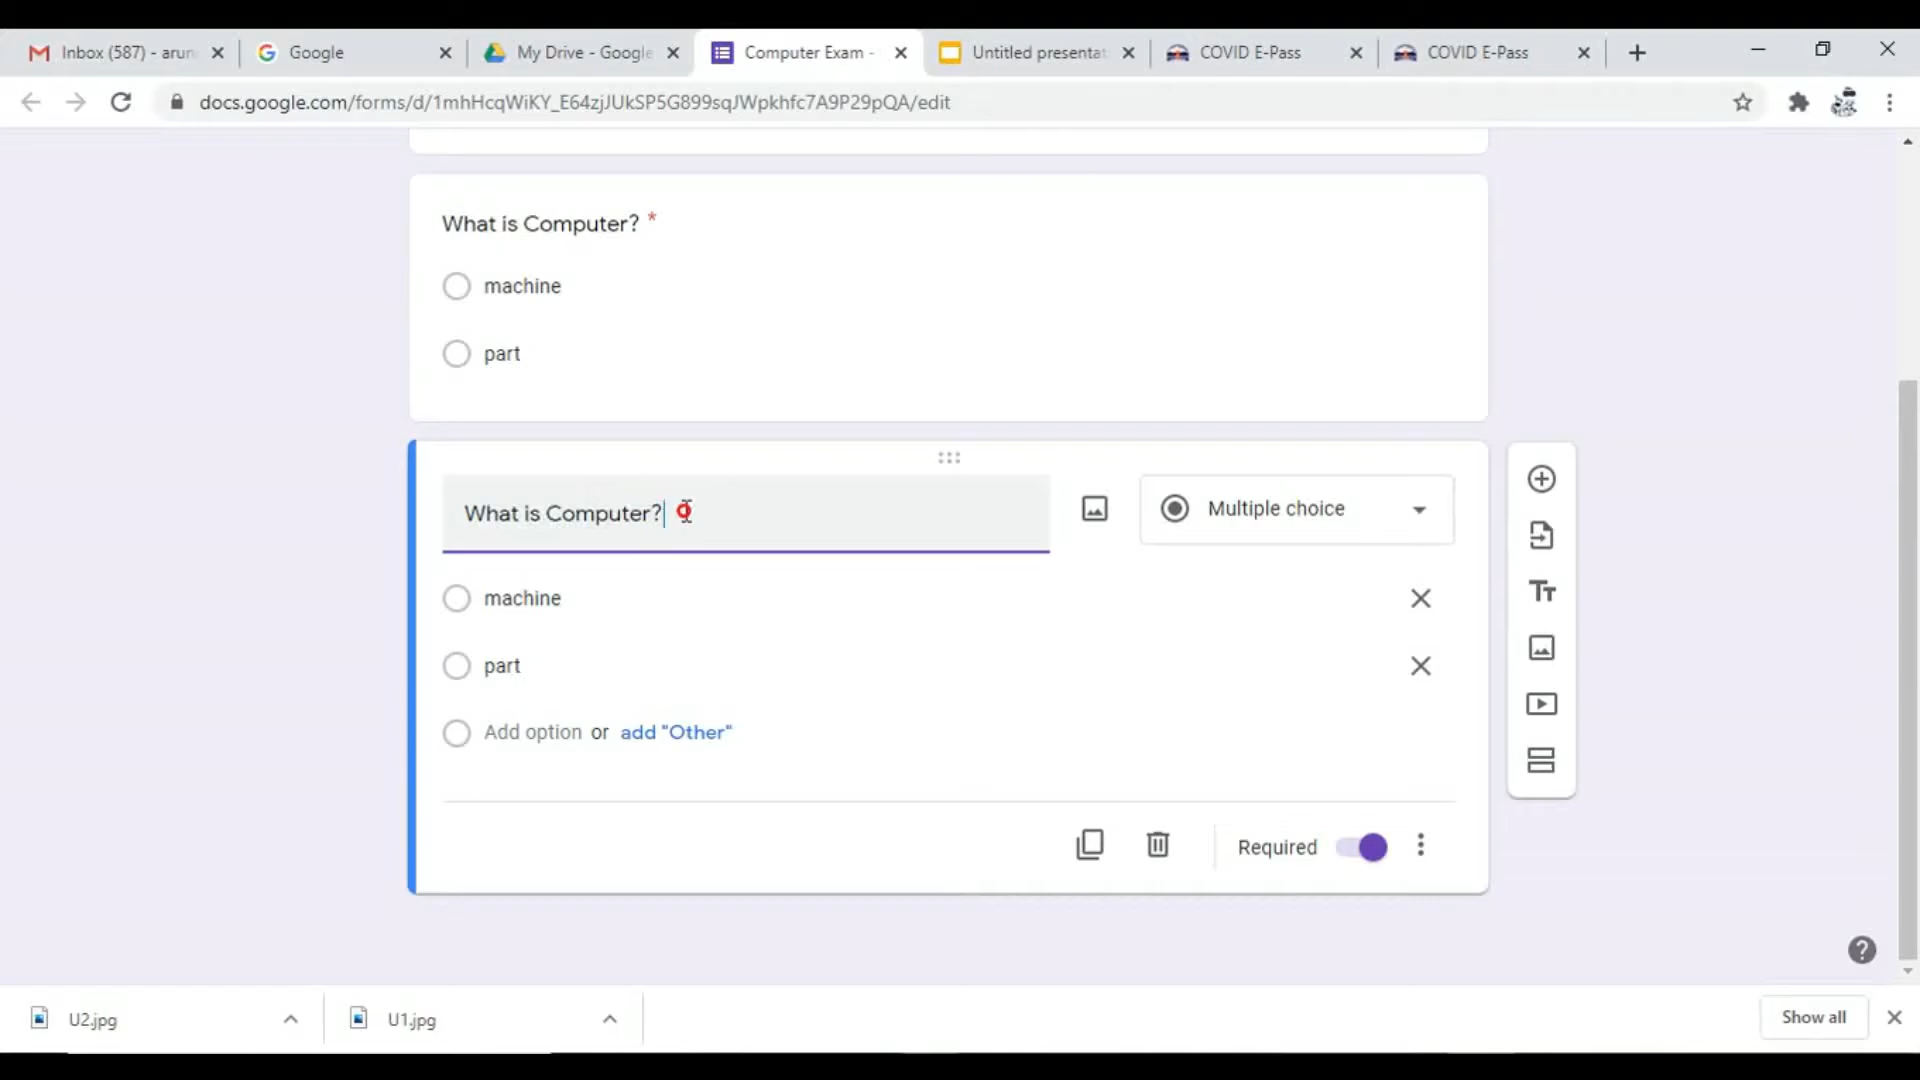 Inbox (587) - arun
Google
My Drive - Google
Computer Exam -
Untitled presentat
COVID E-Pass
COVID E-Pass
docs.google.com/forms/d/1mhHcqWiKY_E64zjJUkSP5G899sqJWpkhfc7A9P29pQA/edit
What is Computer? *
machine
part
What is Computer?
Multiple choice
machine
part
Add option or add "Other"
Required
U2.jpg
U1.jpg
Show all